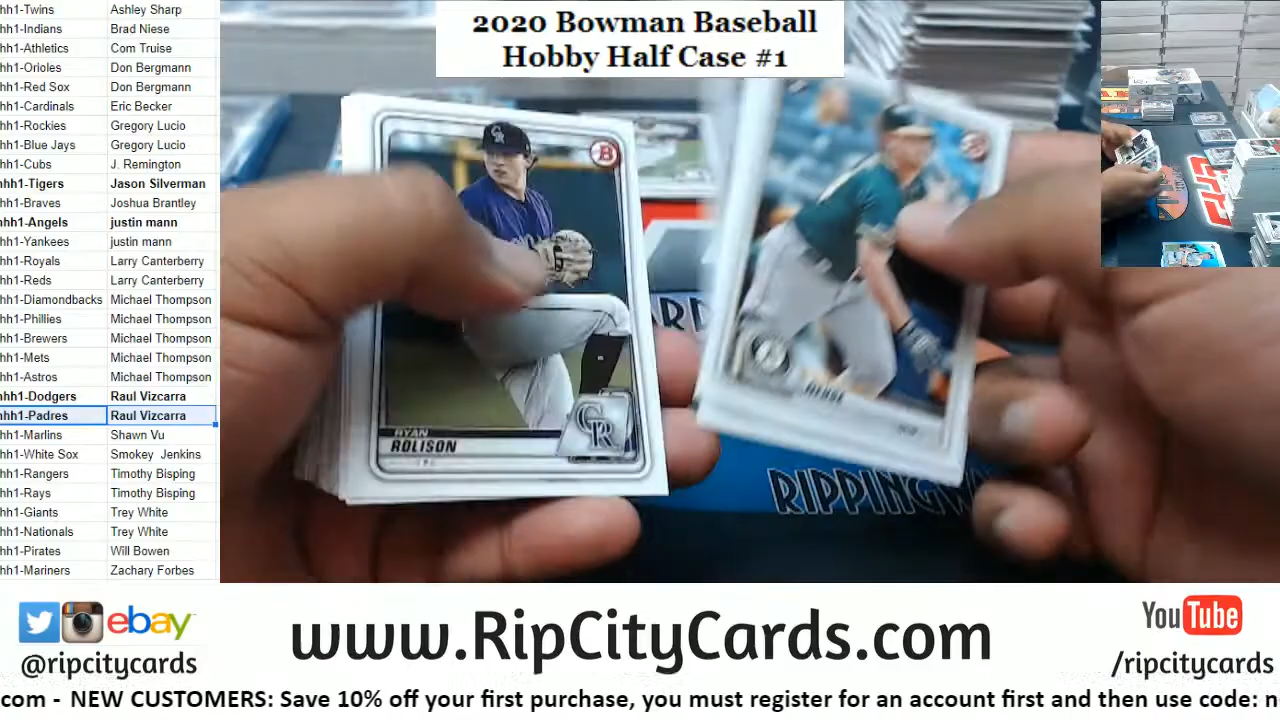 hh1-Twins Ashley Sharp
hh1-Indians Brad Niese
hh1-Athletics Com Truise
hh1-Orioles Don Bergmann
hh1-Red Sox Don Bergmann
hh1-Cardinals Eric Becker
hh1-Rockies Gregory Lucio
hh1-Blue Jays Gregory Lucio
hh1-Cubs J. Remington
hh1-Tigers Jason Silverman
hh1-Braves Joshua Brantley
hh1-Angels justin mann
hh1-Yankees justin mann
hh1-Royals Larry Canterberry
hh1-Reds Larry Canterberry
hh1-Diamondbacks Michael Thompson
hh1-Phillies Michael Thompson
hh1-Brewers Michael Thompson
hh1-Mets Michael Thompson
hh1-Astros Michael Thompson
hh1-Dodgers Raul Vizcarra
hh1-Padres Raul Vizcarra
hh1-Marlins Shawn Vu
hh1-White Sox Smokey Jenkins
hh1-Rangers Timothy Bisping
hh1-Rays Timothy Bisping
hh1-Giants Trey White
hh1-Nationals Trey White
hh1-Pirates Will Bowen
hh1-Mariners Zachary Forbes
2020 Bowman Baseball
Hobby Half Case #1
CR
B
RYAN
ROLISON
CR
RIPPING
ebay
@ripcitycards
www.RipCityCards.com
YouTube
/ripcitycards
com - NEW CUSTOMERS: Save 10% off your first purchase, you must register for an account first and then use code: n